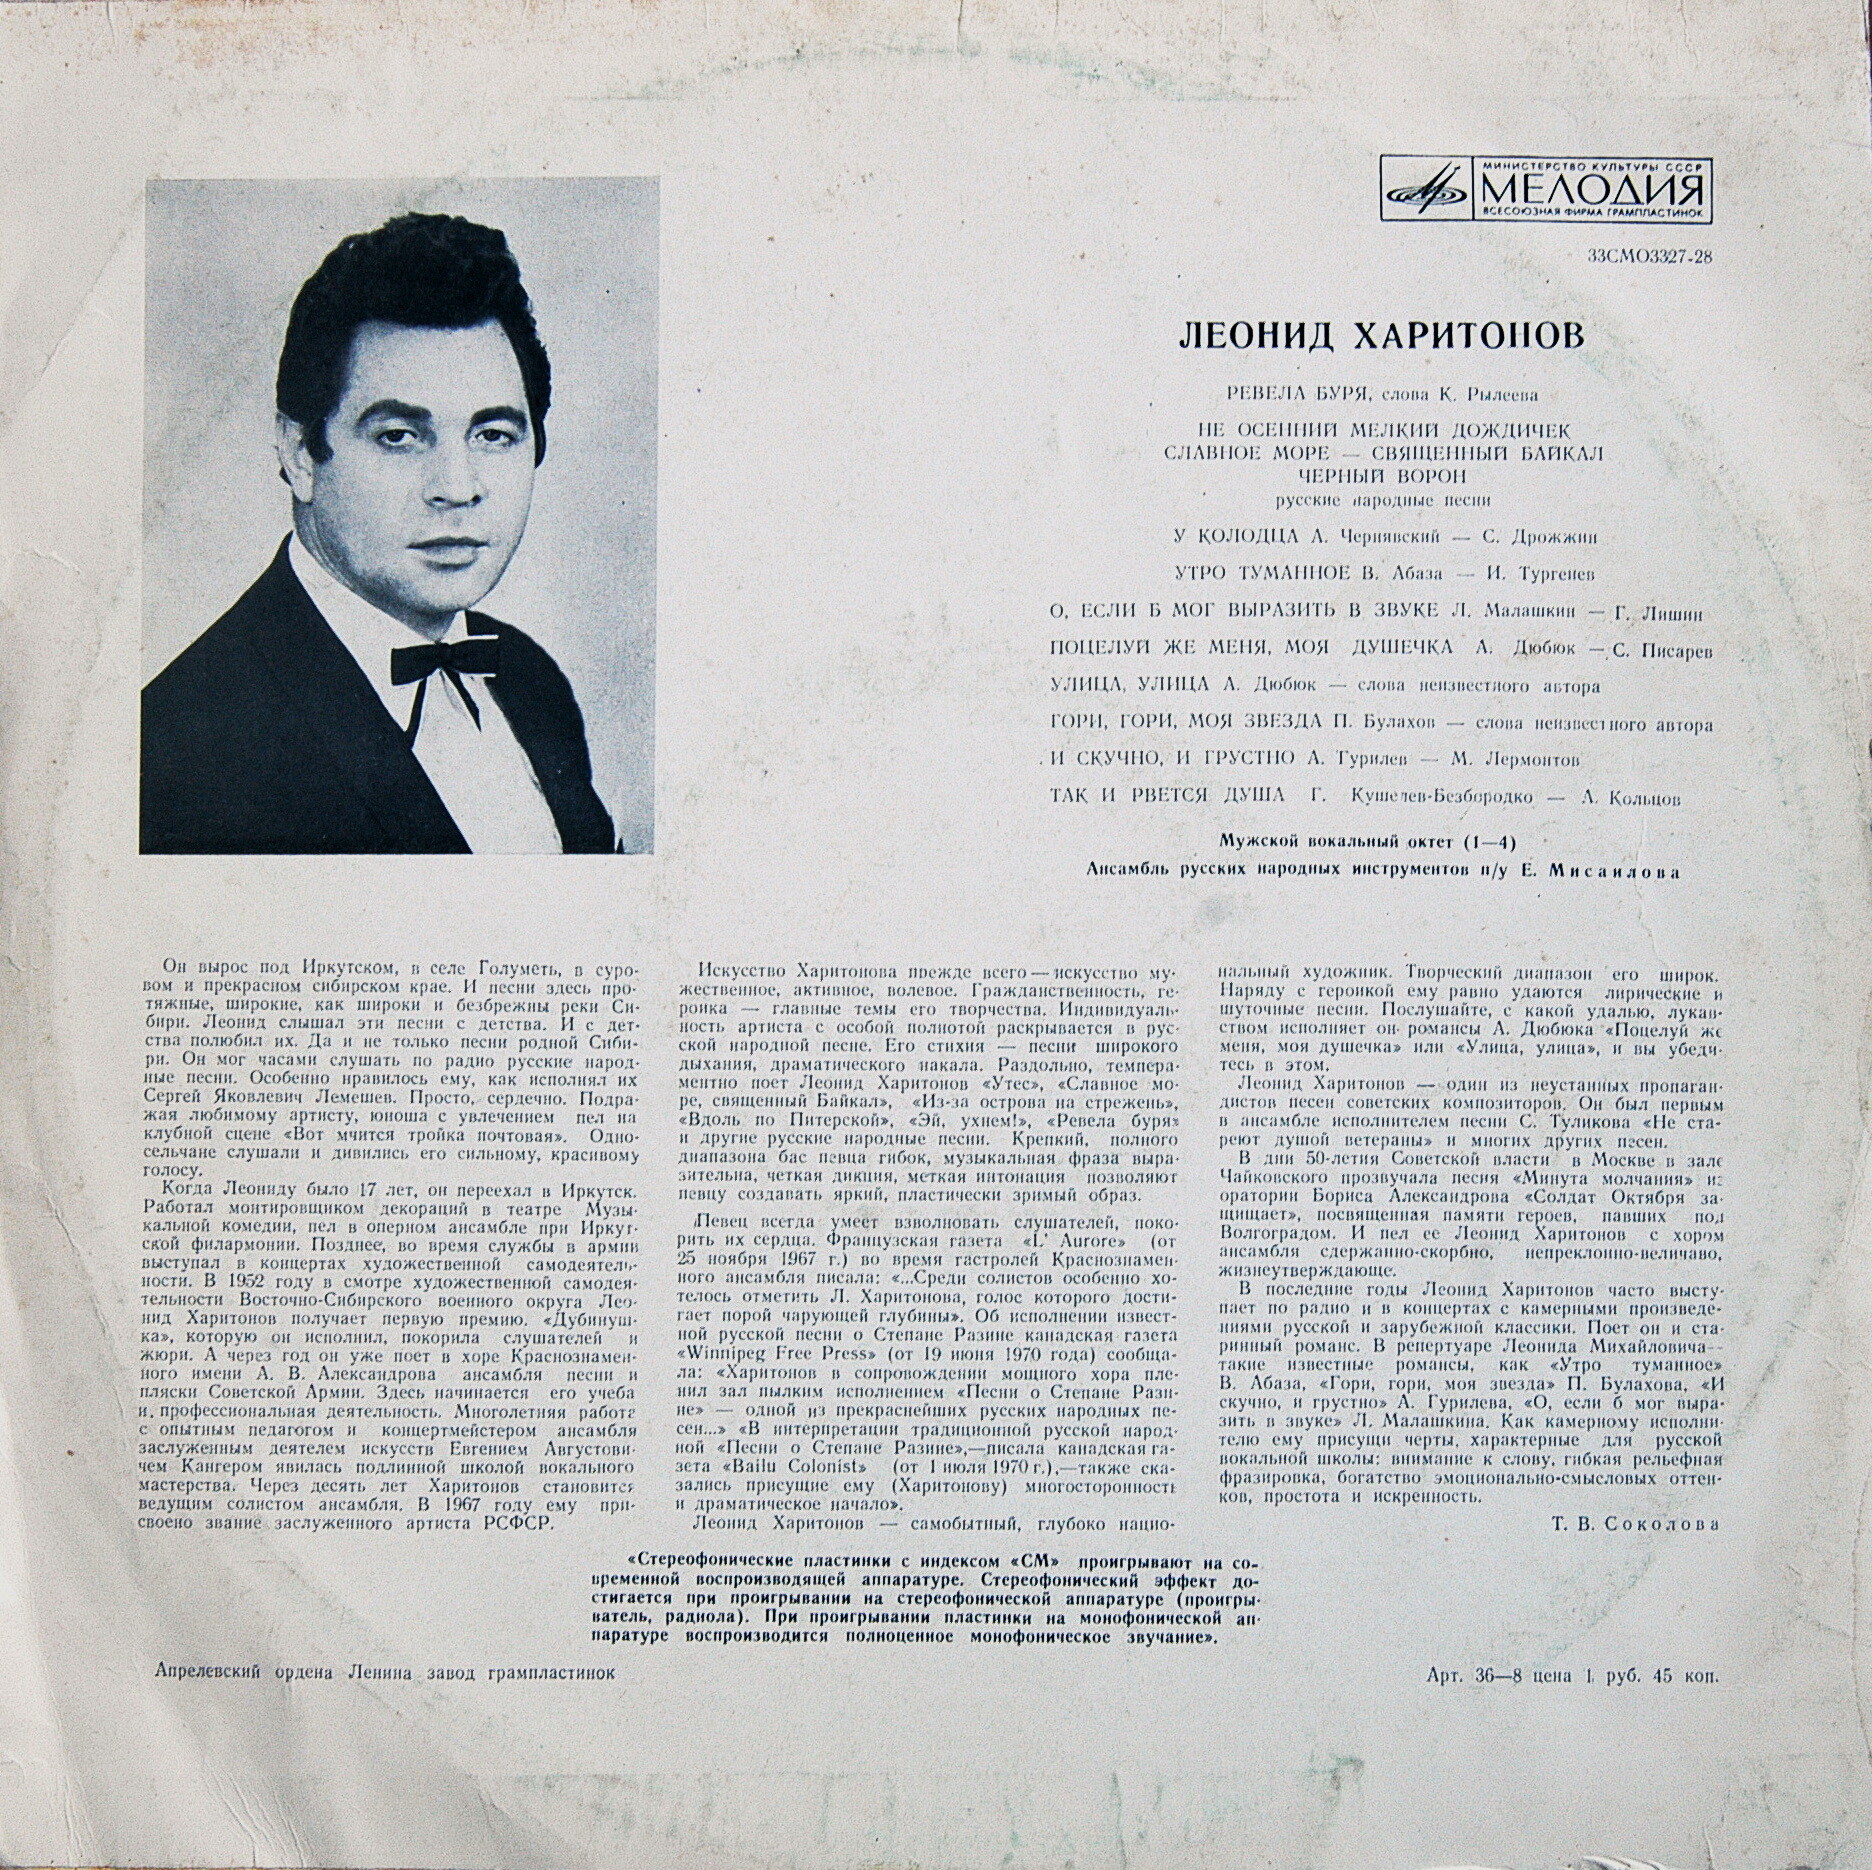 МИНИСТЕРСТВО КУЛЬТУРЫ СССР
МЕЛОДИЯ
ВСЕСОЮЗНАЯ ФИРМА ГРАМПЛАСТИНОК
33СМ03327-28
ЛЕОНИД ХАРИТОНОВ
РЕВЕЛА БУРЯ, слова К. Рылеева
НЕ ОСЕННИЙ МЕЛКИЙ ДОЖДИЧЕК
СЛАВНОЕ МОРЕ — СВЯЩЕННЫЙ БАЙКАЛ
ЧЕРНЫЙ ВОРОН
русские народные песни
У КОЛОДЦА А. Чернявский — С. Дрожжин
УТРО ТУМАННОЕ В. Абаза — И. Тургенев
О, ЕСЛИ Б МОГ ВЫРАЗИТЬ В ЗВУКЕ Л. Малашкин — Г. Лишин
ПОЦЕЛУЙ ЖЕ МЕНЯ, МОЯ ДУШЕЧКА А. Дюбюк — С. Писарев
УЛИЦА, УЛИЦА А. Дюбюк — слова неизвестного автора
ГОРИ, ГОРИ, МОЯ ЗВЕЗДА П. Булахов — слова неизвестного автора
И СКУЧНО, И ГРУСТНО А. Гурилев — М. Лермонтов
ТАК И РВЕТСЯ ДУША Г. Кушелев-Безбородко — А. Кольцов
Мужской вокальный октет (1—4)
Ансамбль русских народных инструментов п/у Е. Мисаилова
Он вырос под Иркутском, в селе Голуметь, в суро-
вом и прекрасном сибирском крае. И песни здесь про-
тяжные, широкие, как широки и безбрежны реки Си-
бири. Леонид слышал эти песни с детства. И с дет-
ства полюбил их. Да и не только песни родной Сиби-
ри. Он мог часами слушать по радио русские народ-
ные песни. Особенно нравилось ему, как исполнял их
Сергей Яковлевич Лемешев. Просто, сердечно. Подра-
жая любимому артисту, юноша с увлечением пел на
клубной сцене «Вот мчится тройка почтовая». Одно-
сельчане слушали и дивились его сильному, красивому
голосу.
Когда Леониду было 17 лет, он переехал в Иркутск.
Работал монтировщиком декораций в театре Музы-
кальной комедии, пел в оперном ансамбле при Иркут-
ской филармонии. Позднее, во время службы в армии
выступал в концертах художественной самодеятель-
ности. В 1952 году в смотре художественной самодея-
тельности Восточно-Сибирского военного округа Лео-
нид Харитонов получает первую премию. «Дубинуш-
ка», которую он исполнил, покорила слушателей и
жюри. А через год он уже поет в хоре Краснознамен-
ного имени А. В. Александрова ансамбля песни и
пляски Советской Армии. Здесь начинается его учеба
и профессиональная деятельность. Многолетняя работа
с опытным педагогом и концертмейстером ансамбля
заслуженным деятелем искусств Евгением Августови-
чем Кангером явилась подлинной школой вокального
мастерства. Через десять лет Харитонов становится
ведущим солистом ансамбля. В 1967 году ему при-
своено звание заслуженного артиста РСФСР.
Искусство Харитонова прежде всего — искусство му-
жественное, активное, волевое. Гражданственность, ге-
роика — главные темы его творчества. Индивидуаль-
ность артиста с особой полнотой раскрывается в рус-
ской народной песне. Его стихия — песни широкого
дыхания, драматического накала. Раздольно, темпера-
ментно поет Леонид Харитонов «Утес», «Славное мо-
ре, священный Байкал», «Из-за острова на стрежень»,
«Вдоль по Питерской», «Эй, ухнем!», «Ревела буря»
и другие русские народные песни. Крепкий, полного
диапазона бас певца гибок, музыкальная фраза выра-
зительна, четкая дикция, меткая интонация позволяют
певцу создавать яркий, пластически зримый образ.
Певец всегда умеет взволновать слушателей, поко-
рить их сердца. Французская газета «L' Aurore» (от
25 ноября 1967 г.) во время гастролей Краснознамен-
ного ансамбля писала: «...Среди солистов особенно хо-
телось отметить Л. Харитонова, голос которого дости-
гает порой чарующей глубины». Об исполнении извест-
ной русской песни о Степане Разине канадская газета
«Winnipeg Free Press» (от 19 июня 1970 года) сообща-
ла: «Харитонов в сопровождении мощного хора пле-
нил зал пылким исполнением «Песни о Степане Рази-
не» — одной из прекраснейших русских народных пе-
сен...» «В интерпретации традиционной русской народ-
ной «Песни о Степане Разине»,—писала канадская га-
зета «Bailu Colonist» (от 1 июля 1970 г.),—также ска-
зались присущие ему (Харитонову) многосторонность
и драматическое начало».
Леонид Харитонов — самобытный, глубоко нацио-
нальный художник. Творческий диапазон его широк.
Наряду с героикой ему равно удаются лирические и
шуточные песни. Послушайте, с какой удалью, лукав-
ством исполняет он романсы А. Дюбюка «Поцелуй же
меня, моя душечка» или «Улица, улица», и вы убеди-
тесь в этом.
Леонид Харитонов — один из неустанных пропаган-
дистов песен советских композиторов. Он был первым
в ансамбле исполнителем песни С. Туликова «Не ста-
реют душой ветераны» и многих других песен.
В дни 50-летия Советской власти в Москве в зале
Чайковского прозвучала песня «Минута молчания» из
оратории Бориса Александрова «Солдат Октября за-
щищает», посвященная памяти героев, павших под
Волгоградом. И пел ее Леонид Харитонов с хором
ансамбля сдержанно-скорбно, непреклонно-величаво,
жизнеутверждающе.
В последние годы Леонид Харитонов часто высту-
пает по радио и в концертах с камерными произведе-
ниями русской и зарубежной классики. Поет он и ста-
ринный романс. В репертуаре Леонида Михайловича—
такие известные романсы, как «Утро туманное»
В. Абаза, «Гори, гори, моя звезда» П. Булахова, «И
скучно, и грустно» А. Гурилева, «О, если б мог выра-
зить в звуке» Л. Малашкина. Как камерному исполни-
телю ему присущи черты, характерные для русской
вокальной школы: внимание к слову, гибкая рельефная
фразировка, богатство эмоционально-смысловых оттен-
ков, простота и искренность.
Т. В. Соколова
«Стереофонические пластинки с индексом «СМ» проигрывают на со-
временной воспроизводящей аппаратуре. Стереофонический эффект до-
стигается при проигрывании на стереофонической аппаратуре (проигры-
ватель, радиола). При проигрывании пластинки на монофонической ап-
паратуре воспроизводится полноценное монофоническое звучание».
Апрелевский ордена Ленина завод грампластинок
Арт. 36—8 цена 1 руб. 45 коп.